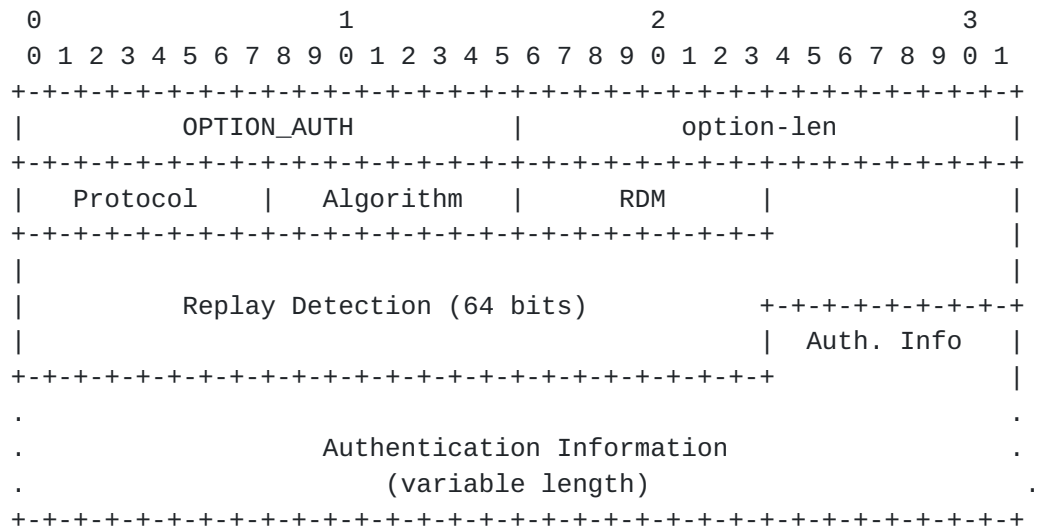 0                   1                   2                   3
 0 1 2 3 4 5 6 7 8 9 0 1 2 3 4 5 6 7 8 9 0 1 2 3 4 5 6 7 8 9 0 1
+-+-+-+-+-+-+-+-+-+-+-+-+-+-+-+-+-+-+-+-+-+-+-+-+-+-+-+-+-+-+-+-+
|          OPTION_AUTH          |          option-len           |
+-+-+-+-+-+-+-+-+-+-+-+-+-+-+-+-+-+-+-+-+-+-+-+-+-+-+-+-+-+-+-+-+
|   Protocol    |   Algorithm   |      RDM      |               |
+-+-+-+-+-+-+-+-+-+-+-+-+-+-+-+-+-+-+-+-+-+-+-+-+               |
|                                                               |
|          Replay Detection (64 bits)           +-+-+-+-+-+-+-+-+
|                                               |  Auth. Info   |
+-+-+-+-+-+-+-+-+-+-+-+-+-+-+-+-+-+-+-+-+-+-+-+-+               |
.                                                               .
.                   Authentication Information                  .
.                       (variable length)                        .
+-+-+-+-+-+-+-+-+-+-+-+-+-+-+-+-+-+-+-+-+-+-+-+-+-+-+-+-+-+-+-+-+